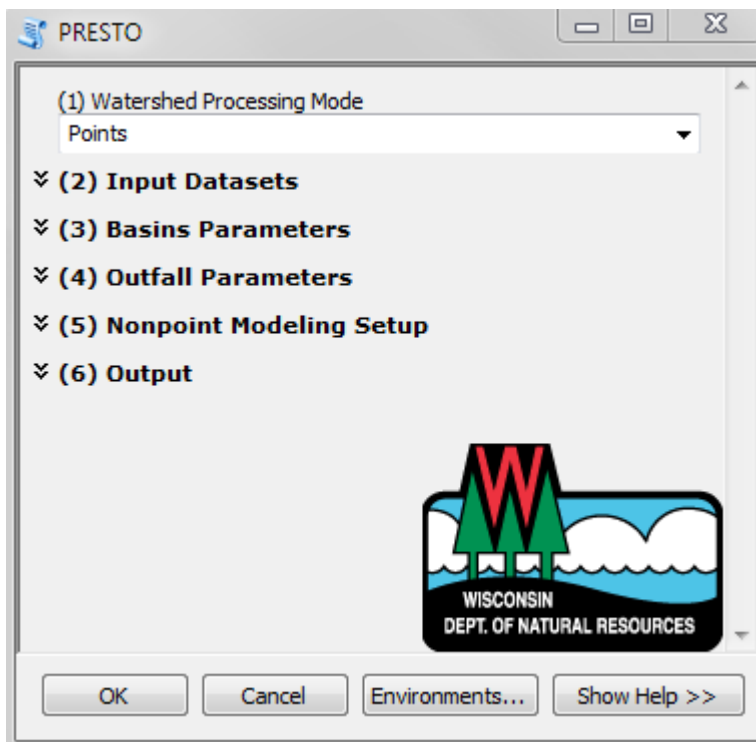 PRESTO
(1) Watershed Processing Mode
Points
(2) Input Datasets
(3) Basins Parameters
(4) Outfall Parameters
(5) Nonpoint Modeling Setup
(6) Output
W
WISCONSIN
DEPT. OF NATURAL RESOURCES
OK Cancel Environments... Show Help >>